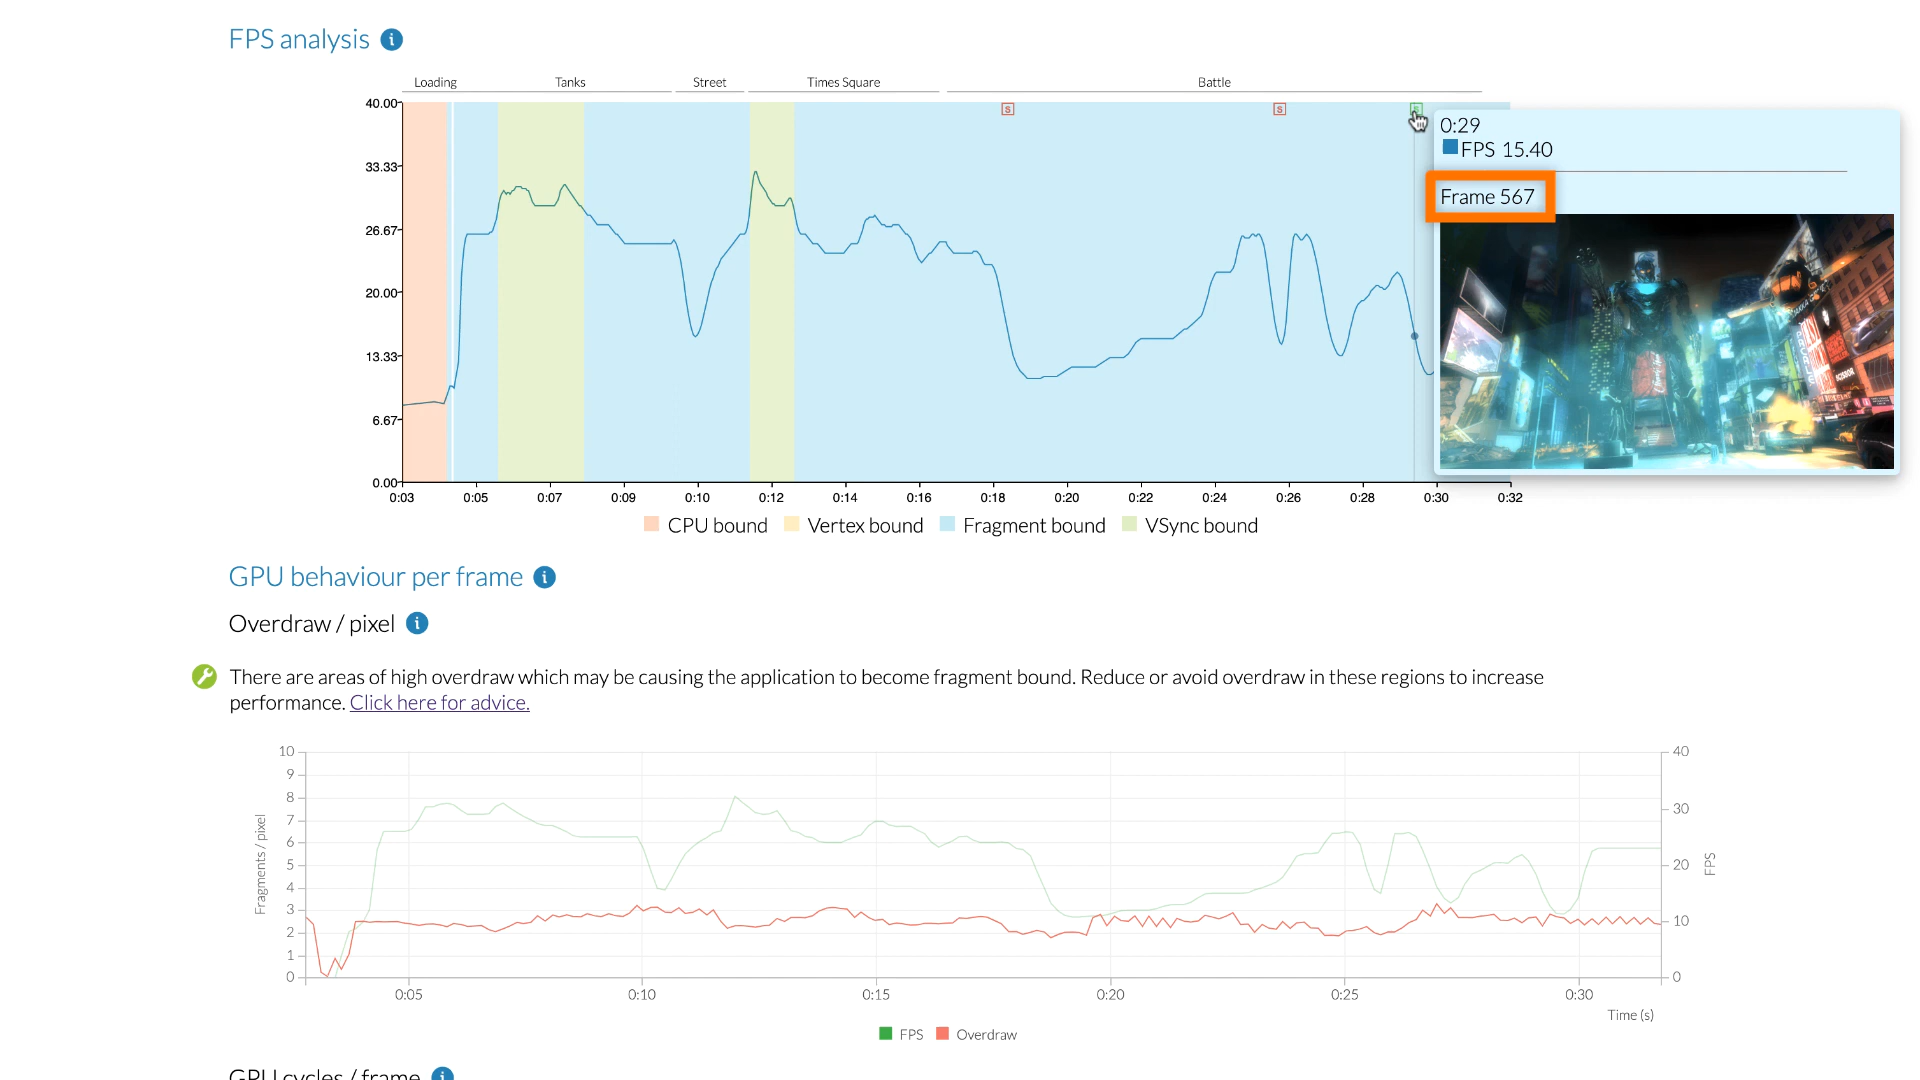 FPS analysis i
Loading Tanks Street Times Square Battle
40.00
33.33
26.67
20.00
13.33
6.67
0.00
S S S
0:29
FPS 15.40
Frame 567
0:03 0:05 0:07 0:09 0:10 0:12 0:14 0:16 0:18 0:20 0:22 0:24 0:26 0:28 0:30 0:32
CPU bound Vertex bound Fragment bound VSync bound
GPU behaviour per frame i
Overdraw / pixel i
There are areas of high overdraw which may be causing the application to become fragment bound. Reduce or avoid overdraw in these regions to increase
performance. Click here for advice.
10
9
8
7
6
5
4
3
2
1
0
Fragments / pixel
40
30
20
10
0
FPS
0:05 0:10 0:15 0:20 0:25 0:30
Time (s)
FPS Overdraw
GPU cycles / frame i